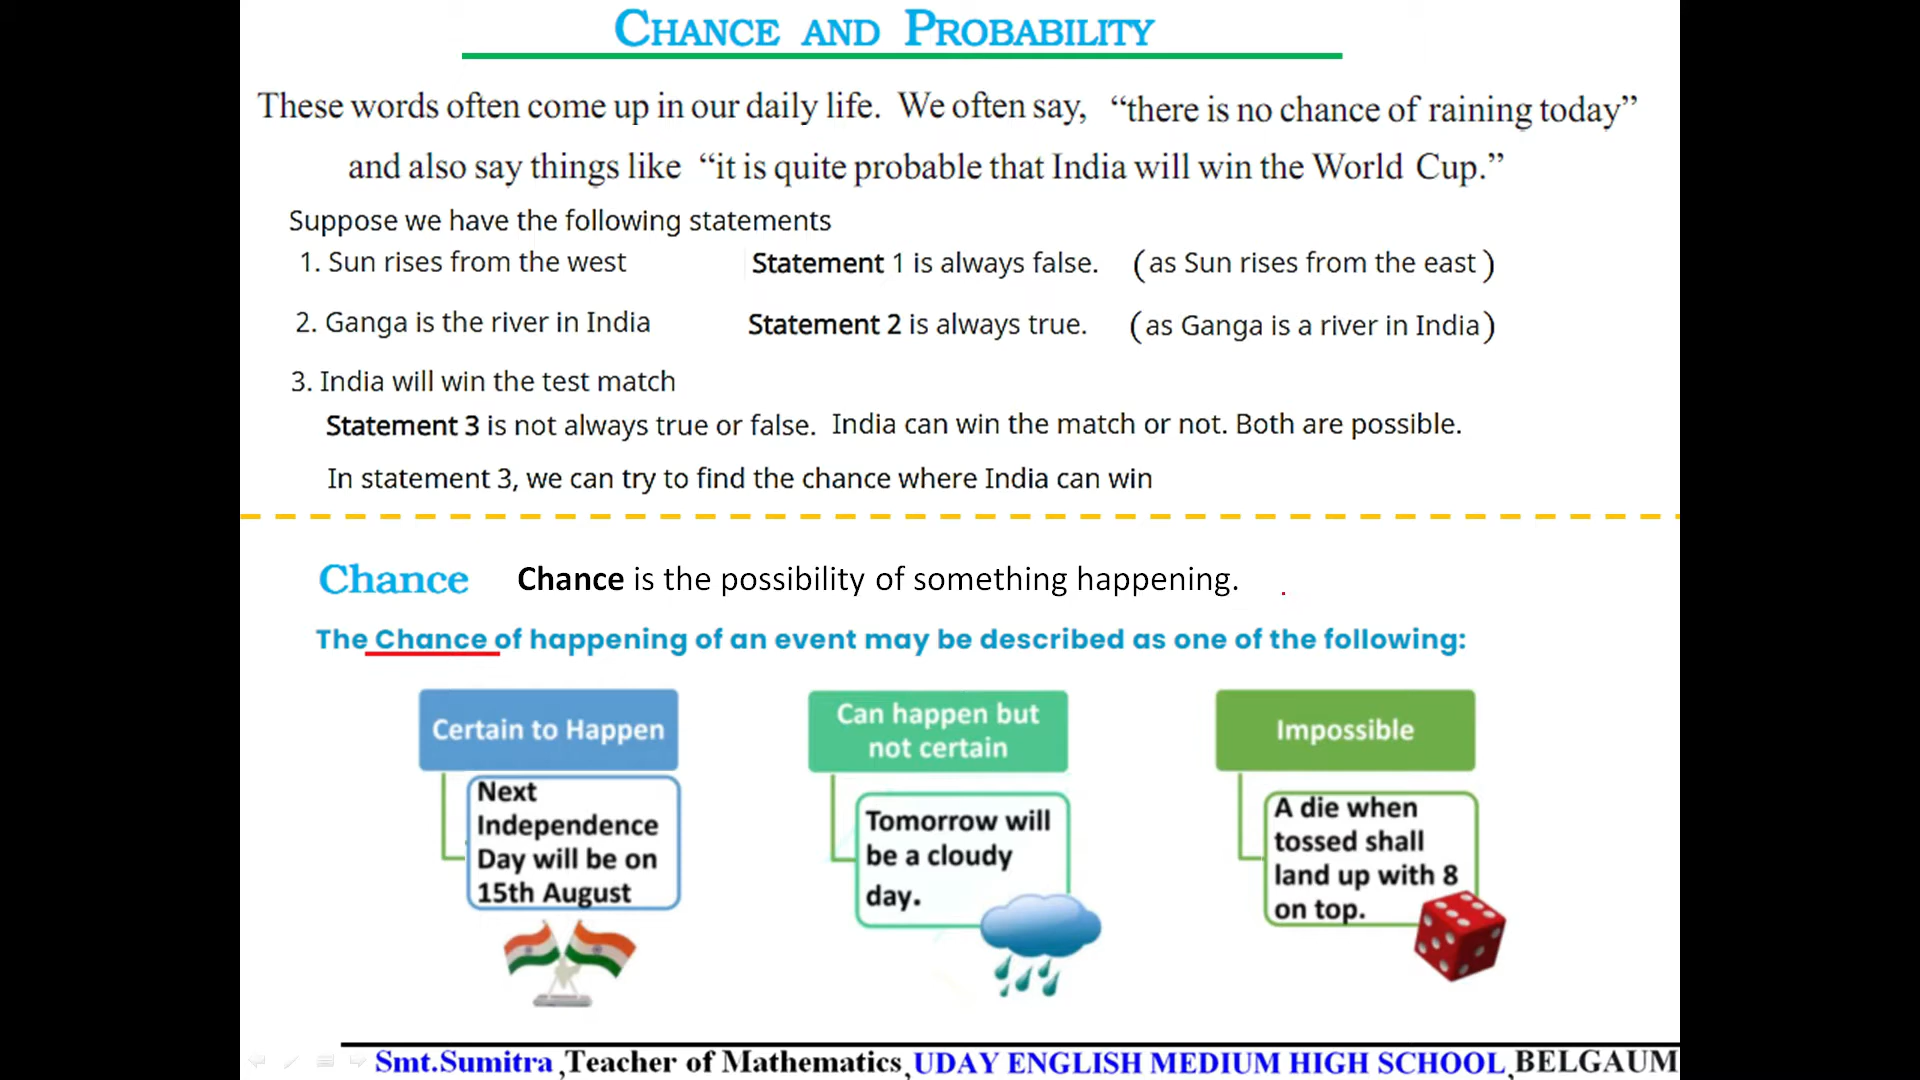 CHANCE AND PROBABILITY
These words often come up in our daily life. We often say, “there is no chance of raining today”
and also say things like “it is quite probable that India will win the World Cup.”
Suppose we have the following statements
1. Sun rises from the west Statement 1 is always false. (as Sun rises from the east)
2. Ganga is the river in India Statement 2 is always true. (as Ganga is a river in India)
3. India will win the test match
Statement 3 is not always true or false. India can win the match or not. Both are possible.
In statement 3, we can try to find the chance where India can win
Chance Chance is the possibility of something happening.
The Chance of happening of an event may be described as one of the following:
Certain to Happen
Next
Independence
Day will be on
15th August
Can happen but
not certain
Tomorrow will
be a cloudy
day.
Impossible
A die when
tossed shall
land up with 8
on top.
Smt.Sumitra ,Teacher of Mathematics, UDAY ENGLISH MEDIUM HIGH SCHOOL, BELGAUM